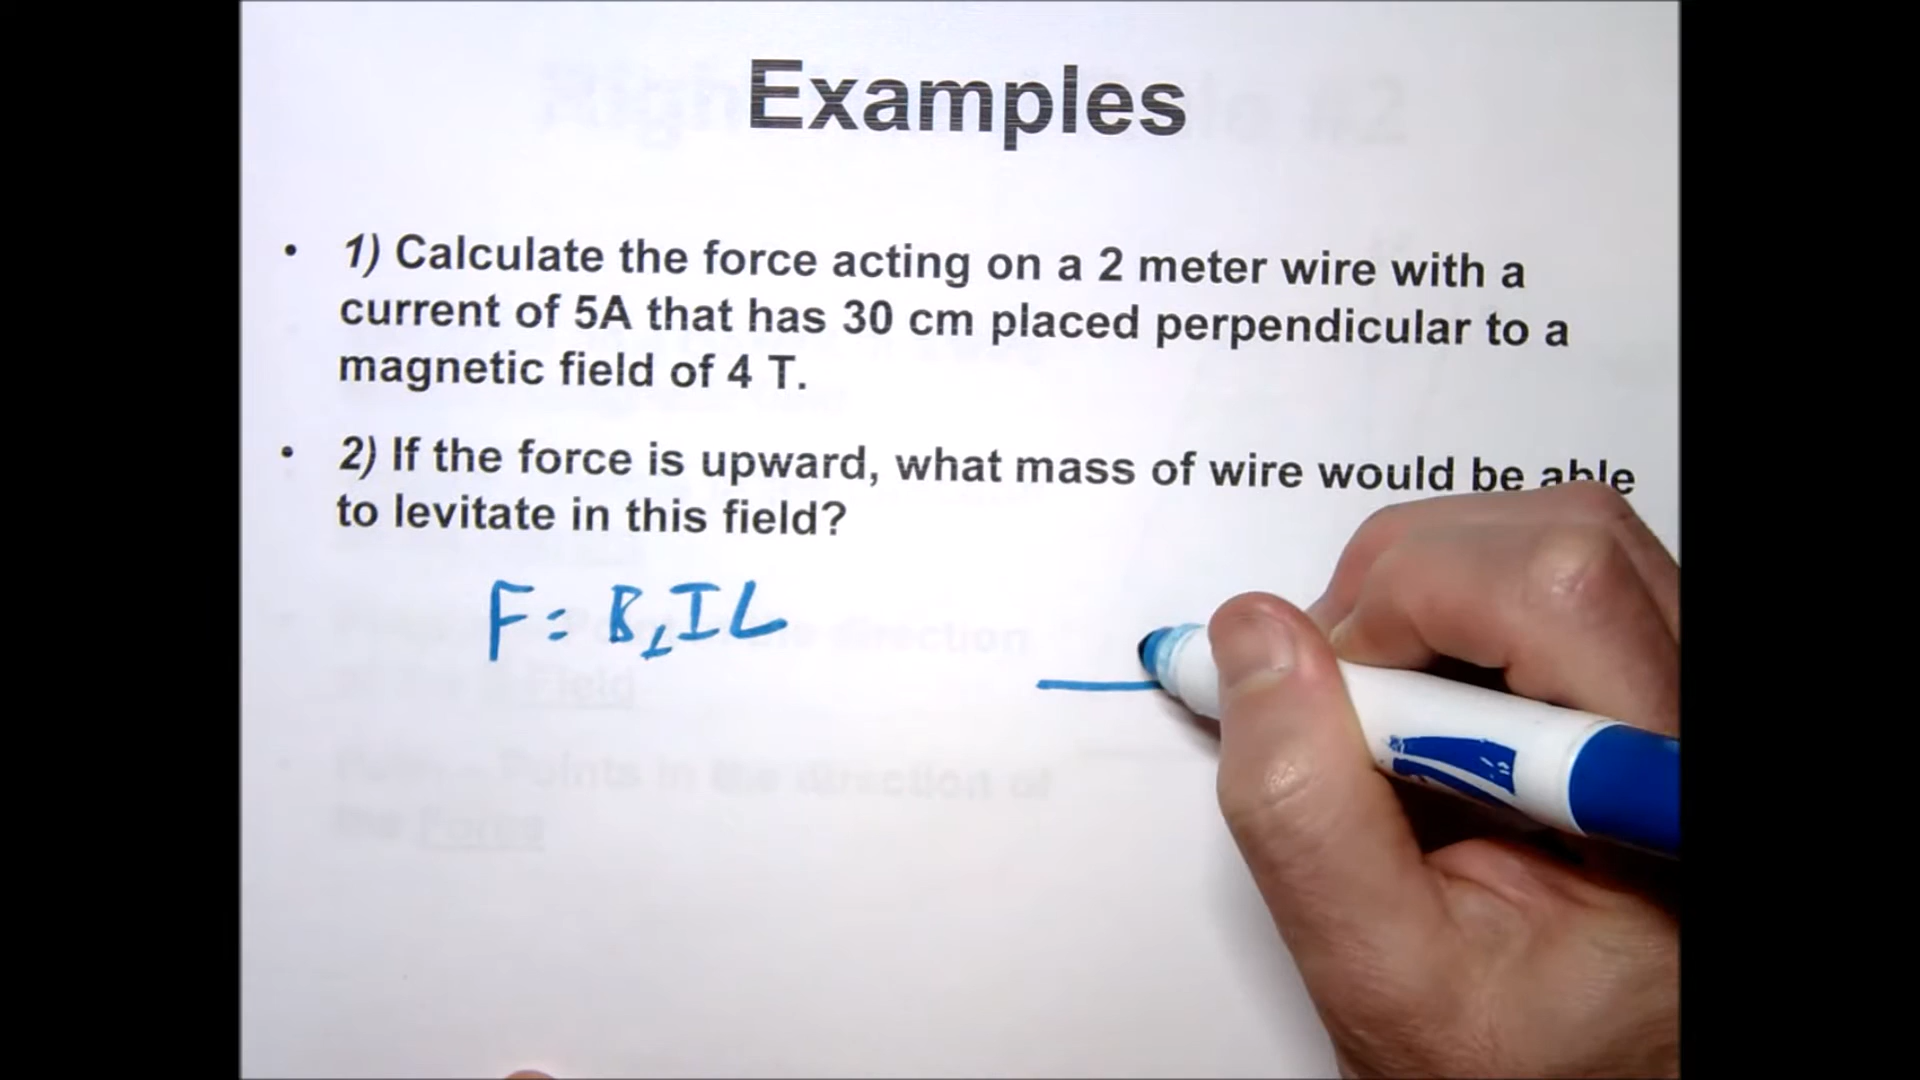 Examples
• 1) Calculate the force acting on a 2 meter wire with a
current of 5A that has 30 cm placed perpendicular to a
magnetic field of 4 T.
• 2) If the force is upward, what mass of wire would be able
to levitate in this field?
F = B⊥IL